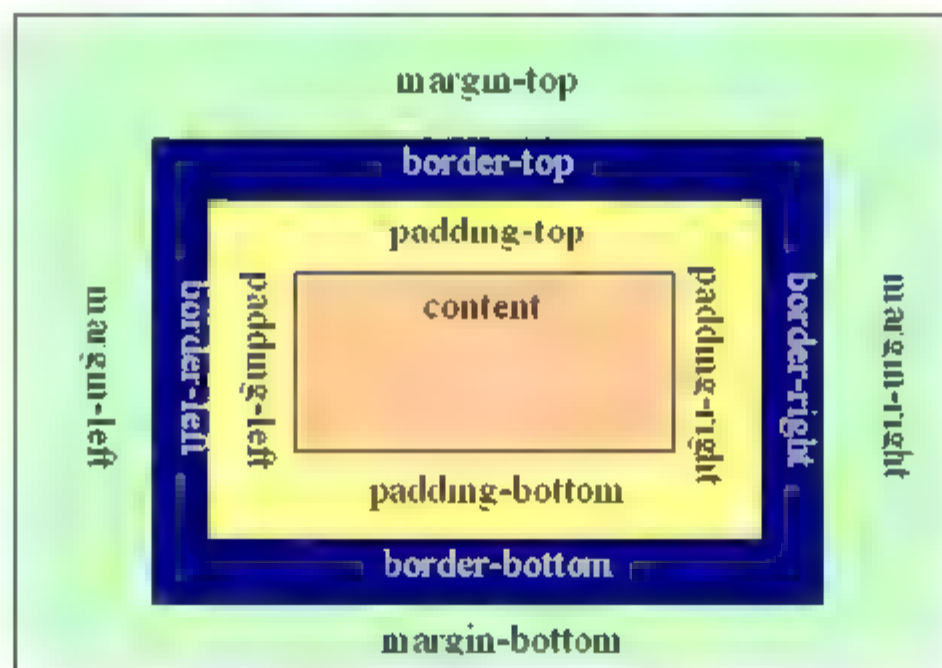 margin-top
border-top
padding-top
margin-left
border-left
padding-left
content
padding-right
border-right
margin-right
padding-bottom
border-bottom
margin-bottom